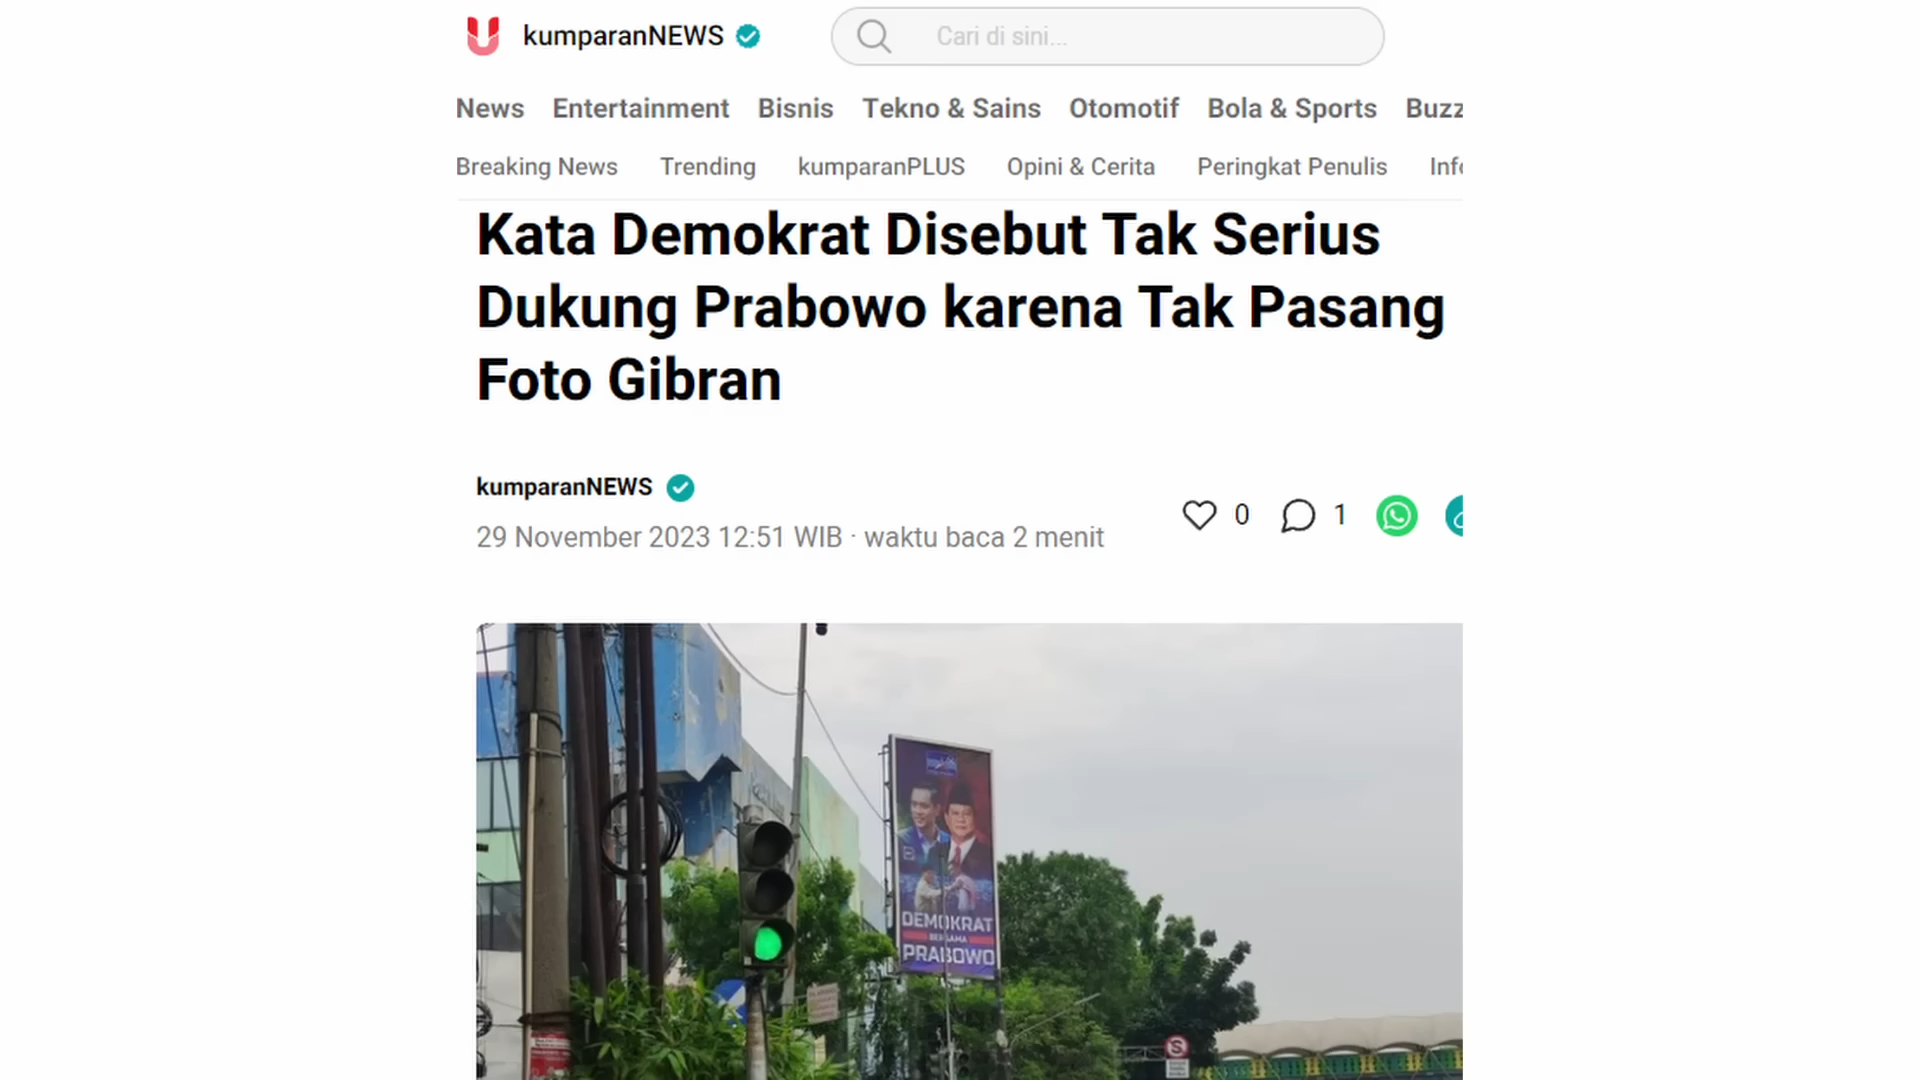 kumparanNEWS
Cari di sini...
News Entertainment Bisnis Tekno & Sains Otomotif Bola & Sports Buzz
Breaking News Trending kumparanPLUS Opini & Cerita Peringkat Penulis Info
Kata Demokrat Disebut Tak Serius
Dukung Prabowo karena Tak Pasang
Foto Gibran
kumparanNEWS
0 1
29 November 2023 12:51 WIB · waktu baca 2 menit
DEMOKRAT
BERSAMA
PRABOWO
S